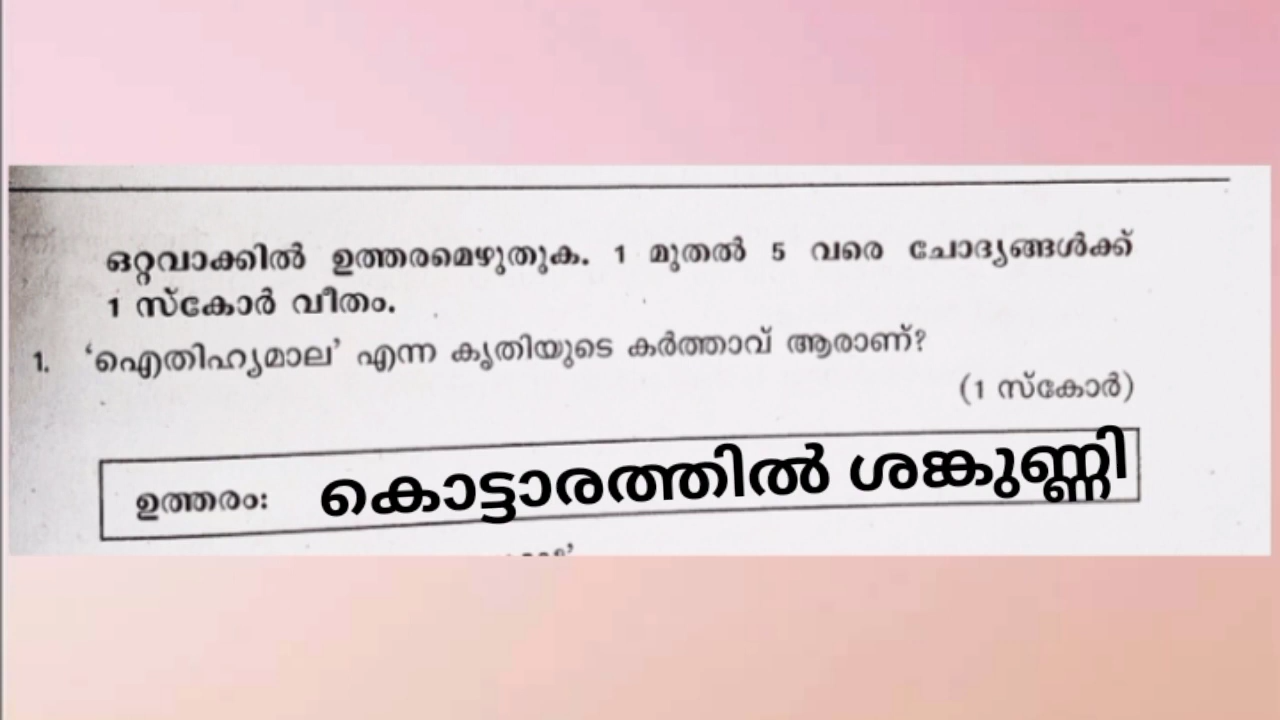 ഒറ്റവാക്കിൽ ഉത്തരമെഴുതുക. 1 മുതൽ 5 വരെ ചോദ്യങ്ങൾക്ക്
1 സ്കോർ വീതം.
1. ‘ഐതിഹ്യമാല’ എന്ന കൃതിയുടെ കർത്താവ് ആരാണ്?
(1 സ്കോർ)
ഉത്തരം: കൊട്ടാരത്തിൽ ശങ്കുണ്ണി